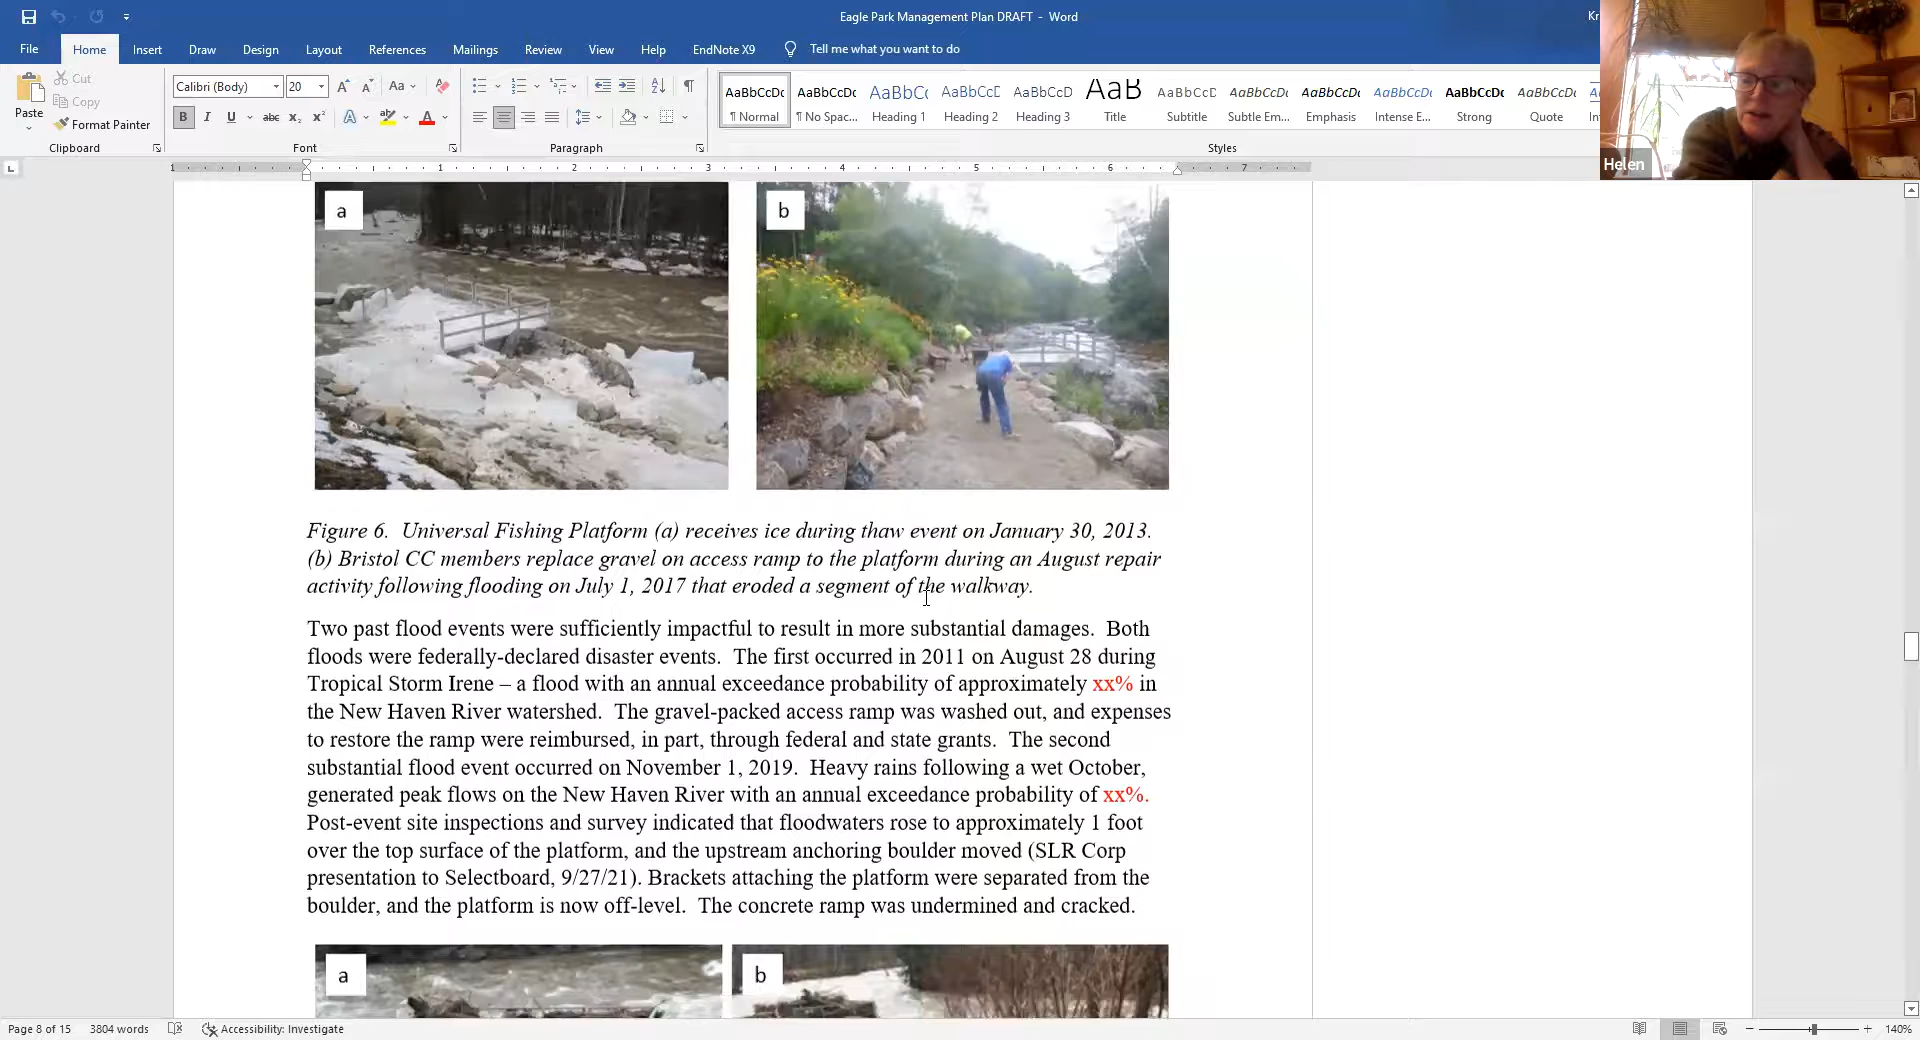 Eagle Park Management Plan DRAFT - Word
Kr
File Home Insert Draw Design Layout References Mailings Review View Help EndNote X9 Tell me what you want to do
Paste
Cut
Copy
Format Painter
Clipboard
Calibri (Body) 20
Font
Paragraph
AaBbCcDc AaBbCcDc AaBbC AaBbCcE AaBbCcD AaB AaBbCcD AaBbCcDc AaBbCcDc AaBbCcDc AaBbCcDc AaBbCcDc
¶ Normal ¶ No Spac... Heading 1 Heading 2 Heading 3 Title Subtitle Subtle Em... Emphasis Intense E... Strong Quote
Styles
Helen
1 1 2 3 4 5 6 7
a b
Figure 6. Universal Fishing Platform (a) receives ice during thaw event on January 30, 2013.
(b) Bristol CC members replace gravel on access ramp to the platform during an August repair
activity following flooding on July 1, 2017 that eroded a segment of the walkway.
Two past flood events were sufficiently impactful to result in more substantial damages. Both
floods were federally-declared disaster events. The first occurred in 2011 on August 28 during
Tropical Storm Irene – a flood with an annual exceedance probability of approximately xx% in
the New Haven River watershed. The gravel-packed access ramp was washed out, and expenses
to restore the ramp were reimbursed, in part, through federal and state grants. The second
substantial flood event occurred on November 1, 2019. Heavy rains following a wet October,
generated peak flows on the New Haven River with an annual exceedance probability of xx%.
Post-event site inspections and survey indicated that floodwaters rose to approximately 1 foot
over the top surface of the platform, and the upstream anchoring boulder moved (SLR Corp
presentation to Selectboard, 9/27/21). Brackets attaching the platform were separated from the
boulder, and the platform is now off-level. The concrete ramp was undermined and cracked.
a b
Page 8 of 15 3804 words Accessibility: Investigate 140%